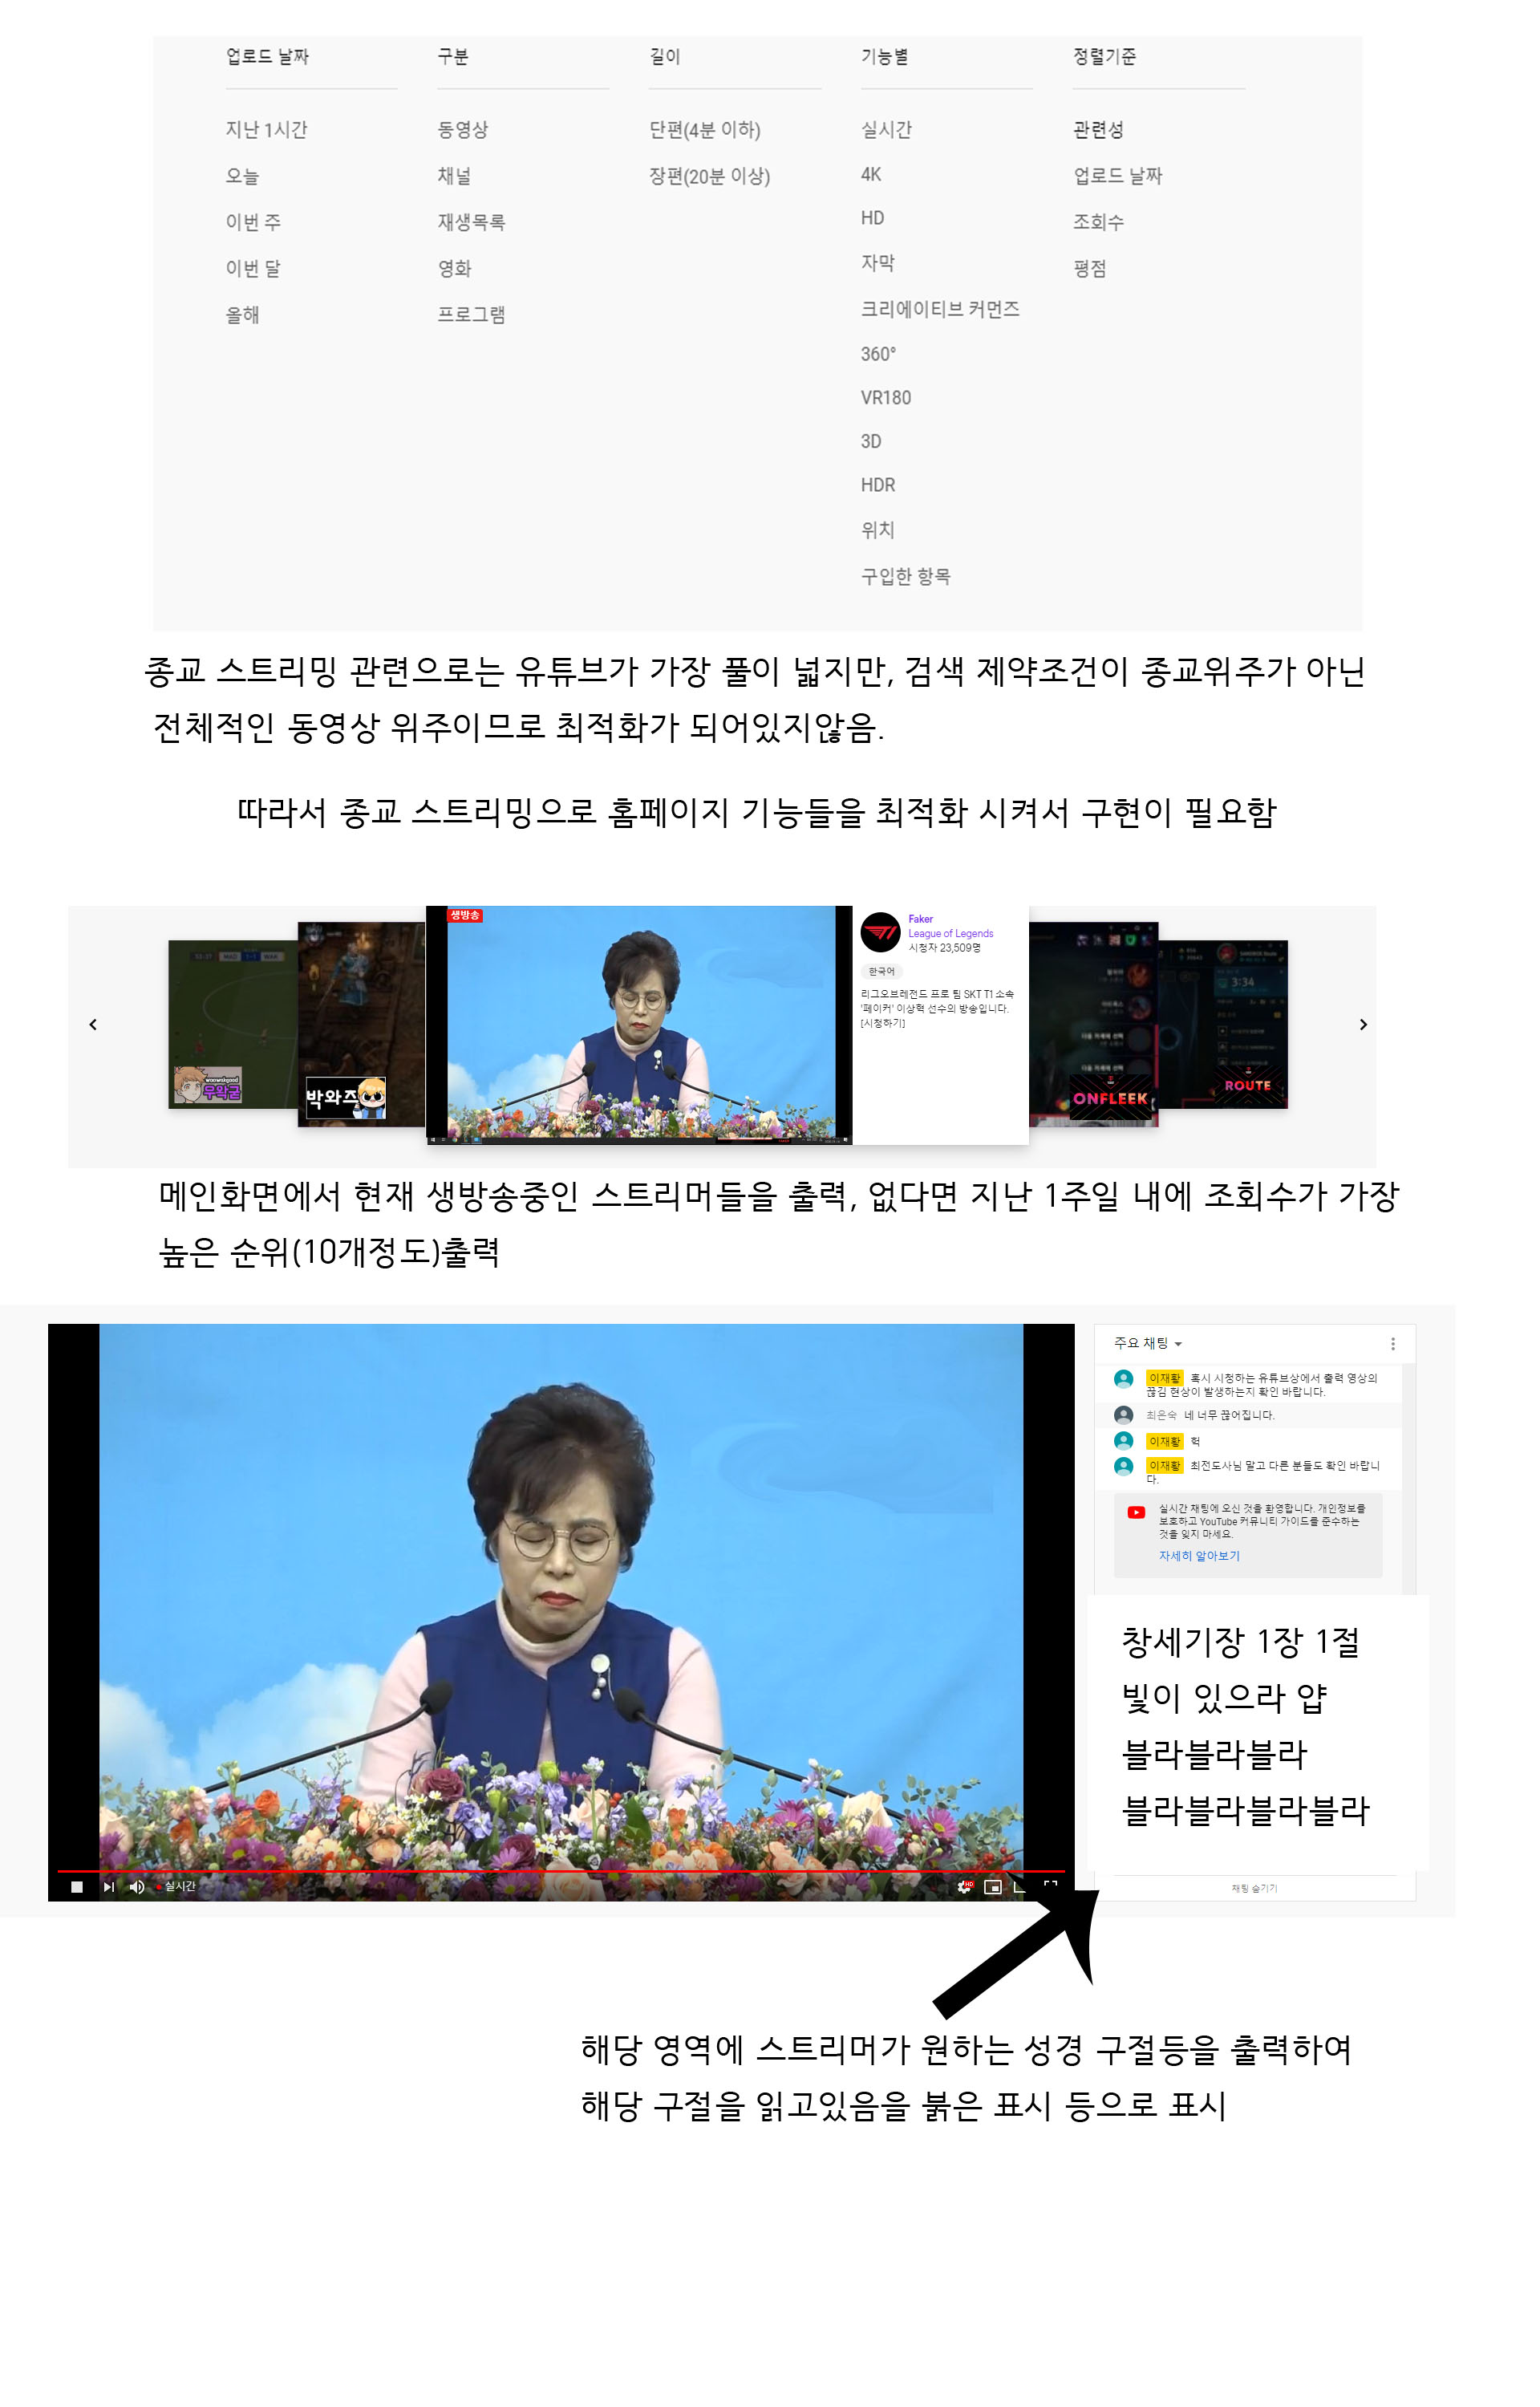 업로드 날짜
구분
길이
기능별
정렬기준
지난 1시간
오늘
이번 주
이번 달
올해
동영상
채널
재생목록
영화
프로그램
단편(4분 이하)
장편(20분 이상)
실시간
4K
HD
자막
크리에이티브 커먼즈
360°
VR180
3D
HDR
위치
구입한 항목
관련성
업로드 날짜
조회수
평점
종교 스트리밍 관련으로는 유튜브가 가장 풀이 넓지만, 검색 제약조건이 종교위주가 아닌
전체적인 동영상 위주이므로 최적화가 되어있지않음.
따라서 종교 스트리밍으로 홈페이지 기능들을 최적화 시켜서 구현이 필요함
woowakgood
우왁굳
박와즈
생방송
Faker
League of Legends
시청자 23,509명
한국어
리그오브레전드 프로 팀 SKT T1 소속
'페이커' 이상혁 선수의 방송입니다.
[시청하기]
ONFLEEK
3:34
ROUTE
메인화면에서 현재 생방송중인 스트리머들을 출력, 없다면 지난 1주일 내에 조회수가 가장
높은 순위(10개정도)출력
실시간
주요 채팅
이재황 혹시 시청하는 유튜브상에서 출력 영상의
끊김 현상이 발생하는지 확인 바랍니다.
최은숙 네 너무 끊어집니다.
이재황 헉
이재황 최전도사님 말고 다른 분들도 확인 바랍니
다.
실시간 채팅에 오신 것을 환영합니다. 개인정보를
보호하고 YouTube 커뮤니티 가이드를 준수하는
것을 잊지 마세요.
자세히 알아보기
창세기장 1장 1절
빛이 있으라 얍
블라블라블라
블라블라블라블라
채팅 숨기기
해당 영역에 스트리머가 원하는 성경 구절등을 출력하여
해당 구절을 읽고있음을 붉은 표시 등으로 표시